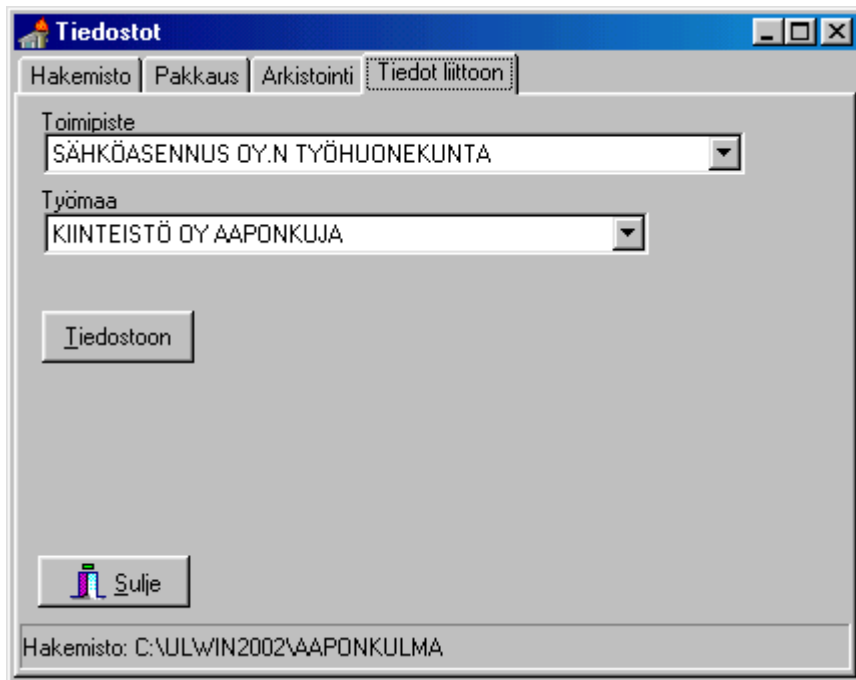 Tiedostot
Hakemisto Pakkaus Arkistointi Tiedot liittoon
Toimipiste
SÄHKÖASENNUS OY.N TYÖHUONEKUNTA
Työmaa
KIINTEISTÖ OY AAPONKUJA
Tiedostoon
Sulje
Hakemisto: C:\ULWIN2002\AAPONKULMA